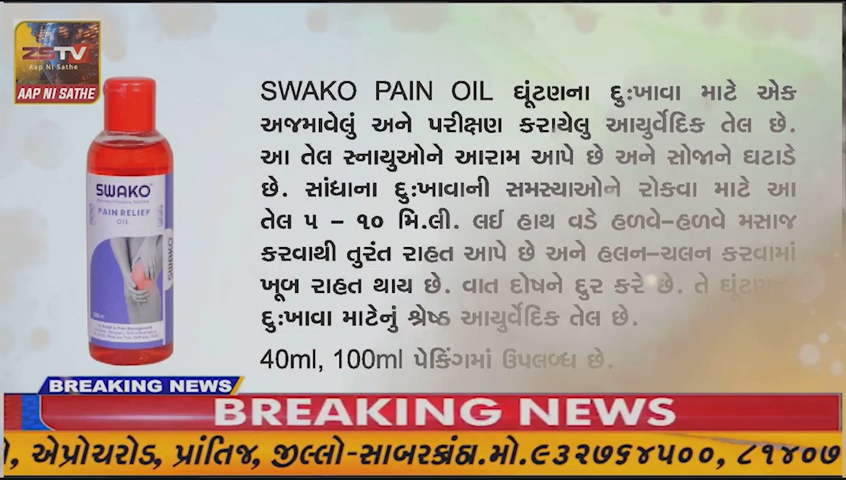 ZSTV
Aap Ni Sathe
AAP NI SATHE
SWAKO PAIN OIL ઘૂંટણના દુઃખાવા માટે એક
અજમાવેલું અને પરીક્ષણ કરાયેલુ આયુર્વેદિક તેલ છે.
આ તેલ સ્નાયુઓને આરામ આપે છે અને સોજાને ઘટાડે
છે. સાંધાના દુઃખાવાની સમસ્યાઓને રોકવા માટે આ
તેલ ૫ – ૧૦ મિ.લી. લઈ હાથ વડે હળવે-હળવે મસાજ
કરવાથી તુરંત રાહત આપે છે અને હલન-ચલન કરવામાં
ખૂબ રાહત થાય છે. વાત દોષને દુર કરે છે. તે ઘૂંટણના
દુઃખાવા માટેનું શ્રેષ્ઠ આયુર્વેદિક તેલ છે.
40ml, 100ml પેકિંગમાં ઉપલબ્ધ છે.
SWAKO
PAIN RELIEF
OIL
SWAKO
BREAKING NEWS
BREAKING NEWS
એપ્રોચરોડ, પ્રાંતિજ, જીલ્લો-સાબરકાંઠા.મો.૯૩૨૭૬૪૫૦૦, ૮૧૪૦૭